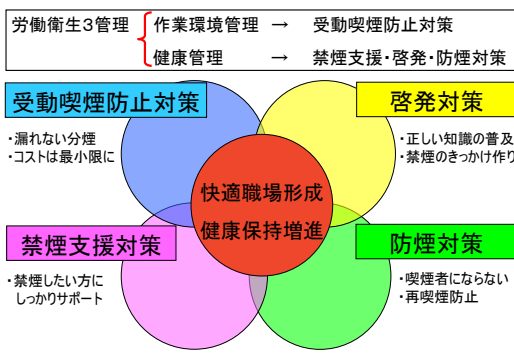 労働衛生3管理 作業環境管理 → 受動喫煙防止対策
健康管理 → 禁煙支援・啓発・防煙対策
受動喫煙防止対策
・漏れない分煙
・コストは最小限に
啓発対策
・正しい知識の普及
・禁煙のきっかけ作り
快適職場形成
健康保持増進
禁煙支援対策
・禁煙したい方に
しっかりサポート
防煙対策
・喫煙者にならない
・再喫煙防止